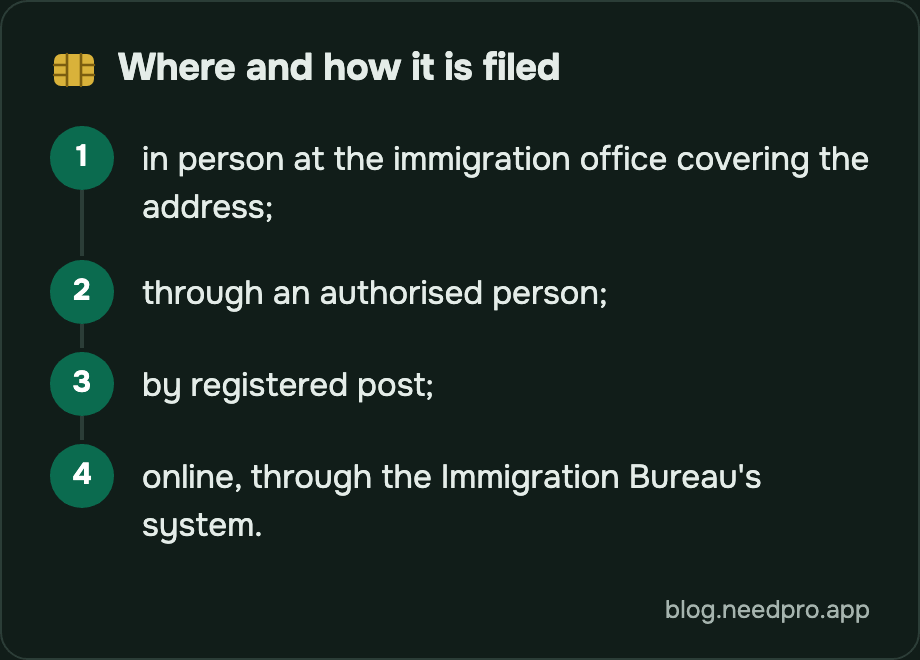 Where and how it is filed
1
in person at the immigration office covering the
address;
2
through an authorised person;
3
by registered post;
4
online, through the Immigration Bureau's
system.
blog.needpro.app